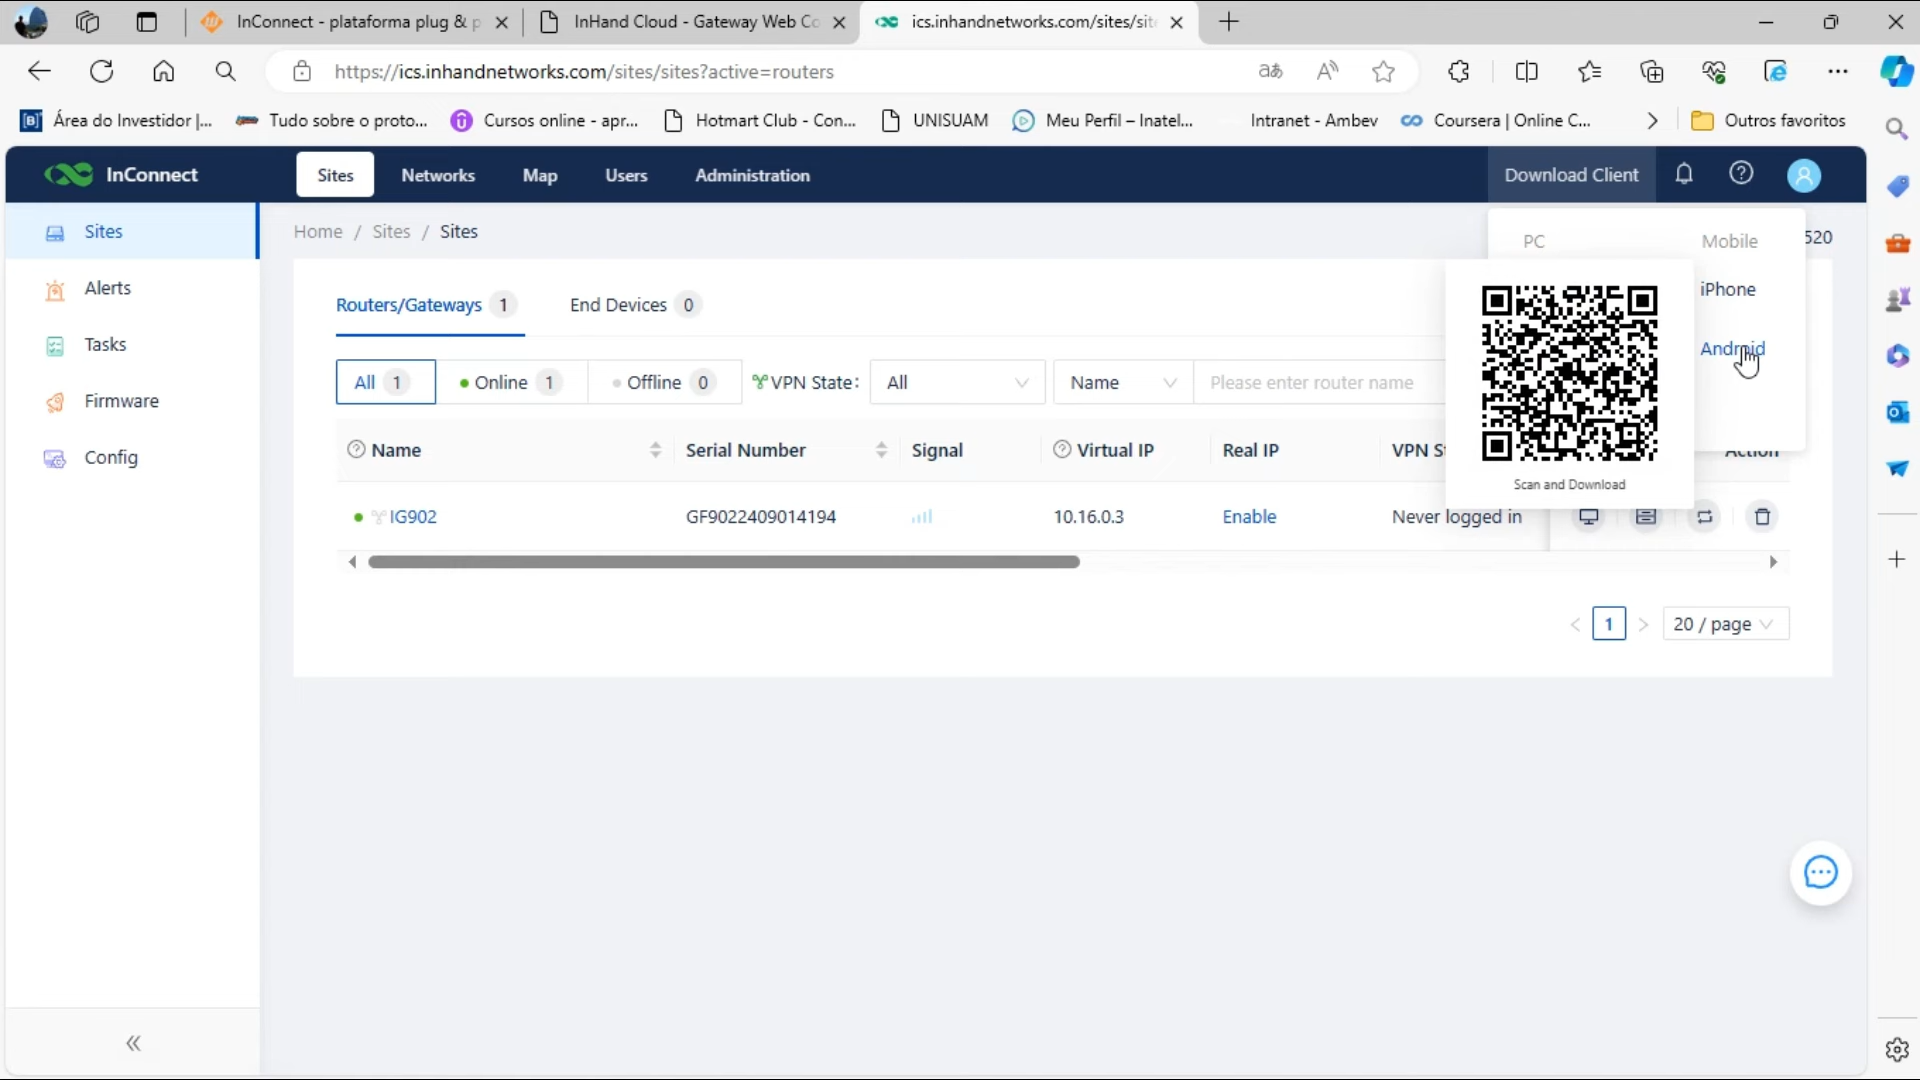 InConnect - plataforma plug & p
InHand Cloud - Gateway Web Co
ics.inhandnetworks.com/sites/site
https://ics.inhandnetworks.com/sites/sites?active=routers
Área do Investidor |...
Tudo sobre o proto...
Cursos online - apr...
Hotmart Club - Con...
UNISUAM
Meu Perfil – Inatel...
Intranet - Ambev
Coursera | Online C...
Outros favoritos
InConnect
Sites
Networks
Map
Users
Administration
Download Client
Sites
Alerts
Tasks
Firmware
Config
Home / Sites / Sites
520
PC
Mobile
iPhone
Android
Scan and Download
Routers/Gateways 1
End Devices 0
All 1
Online 1
Offline 0
VPN State:
All
Name
Please enter router name
Name
Serial Number
Signal
Virtual IP
Real IP
VPN St
Action
IG902
GF9022409014194
10.16.0.3
Enable
Never logged in
1
20 / page